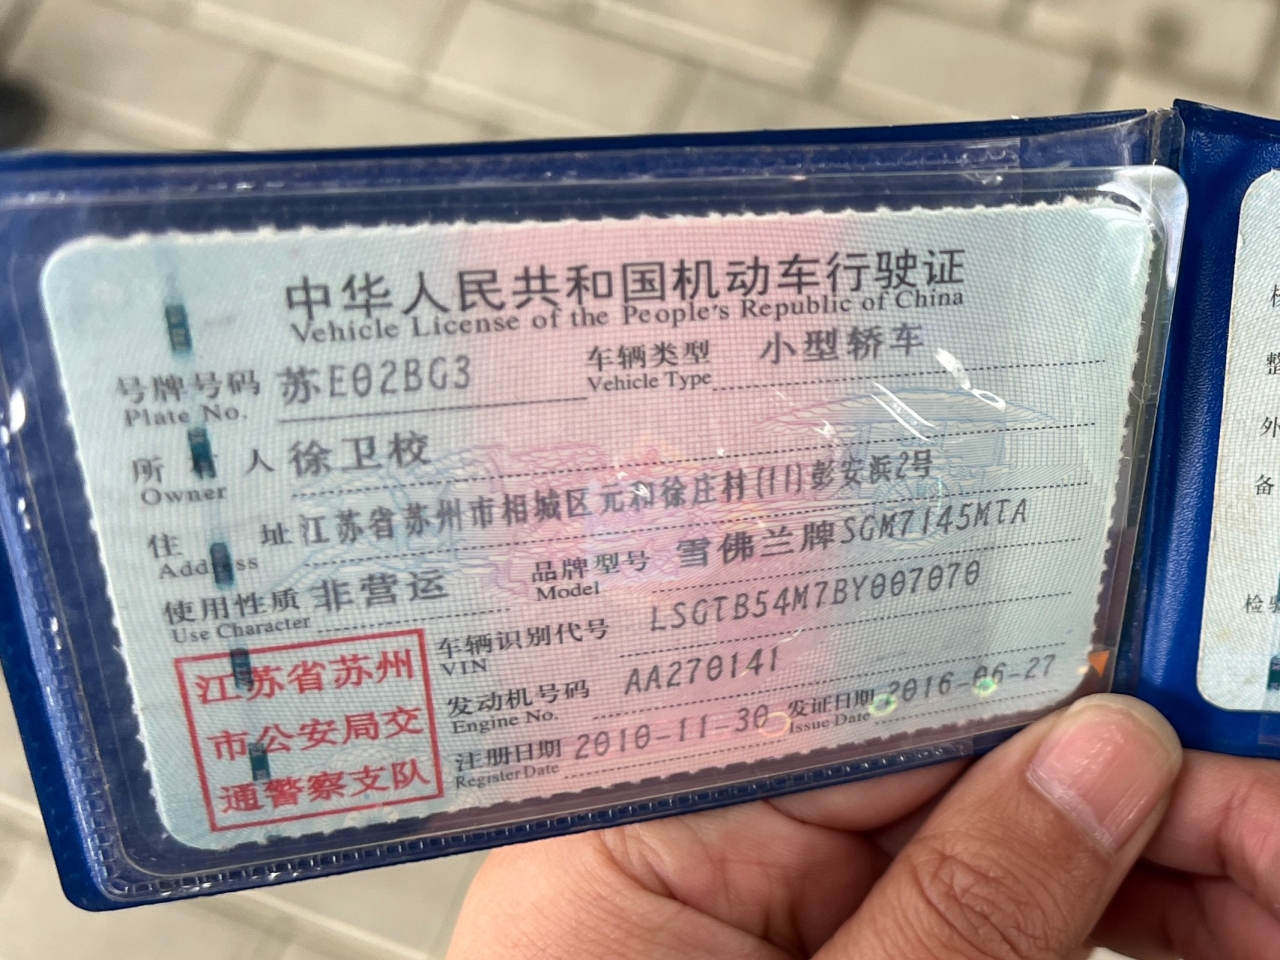 中华人民共和国机动车行驶证
Vehicle License of the People's Republic of China
号牌号码 苏E02BG3 车辆类型 小型轿车
Plate No. Vehicle Type
所有人 徐卫校
Owner
住址 江苏省苏州市相城区元和徐庄村(11)彭安浜2号
Address
使用性质 非营运 品牌型号 雪佛兰牌SGM7145MTA
Use Character Model
车辆识别代号 LSGTB54M7BY007070
VIN
发动机号码 AA270141
Engine No.
注册日期 2010-11-30 发证日期 2016-06-27
Register Date Issue Date
江苏省苏州
市公安局交
通警察支队
整
外
备
检验